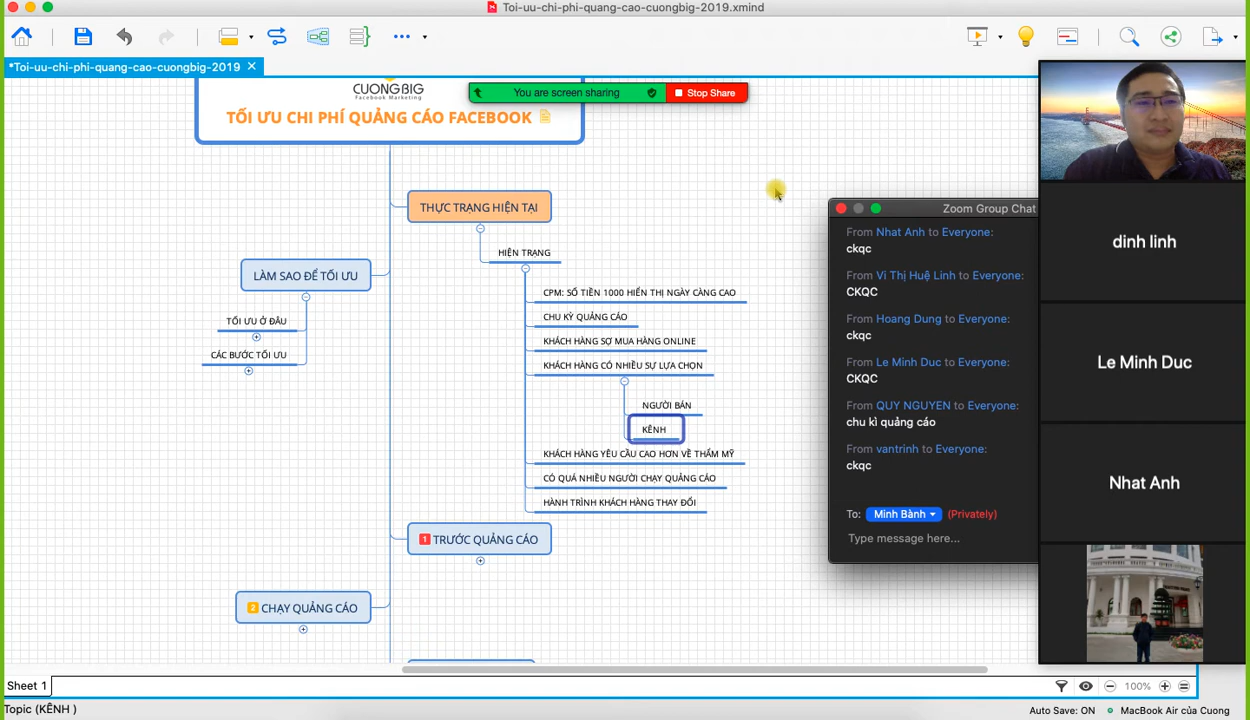 Toi-uu-chi-phi-quang-cao-cuongbig-2019.xmind
*Toi-uu-chi-phi-quang-cao-cuongbig-2019
CUONGBIG
Facebook Marketing
TỐI ƯU CHI PHÍ QUẢNG CÁO FACEBOOK
You are screen sharing
Stop Share
THỰC TRẠNG HIỆN TẠI
HIỆN TRẠNG
LÀM SAO ĐỂ TỐI ƯU
TỐI ƯU Ở ĐÂU
CÁC BƯỚC TỐI ƯU
CPM: SỐ TIỀN 1000 HIỂN THỊ NGÀY CÀNG CAO
CHU KỲ QUẢNG CÁO
KHÁCH HÀNG SỢ MUA HÀNG ONLINE
KHÁCH HÀNG CÓ NHIỀU SỰ LỰA CHỌN
NGƯỜI BÁN
KÊNH
KHÁCH HÀNG YÊU CẦU CAO HƠN VỀ THẨM MỸ
CÓ QUÁ NHIỀU NGƯỜI CHẠY QUẢNG CÁO
HÀNH TRÌNH KHÁCH HÀNG THAY ĐỔI
1 TRƯỚC QUẢNG CÁO
2 CHẠY QUẢNG CÁO
Zoom Group Chat
From Nhat Anh to Everyone:
ckqc
From Vi Thị Huệ Linh to Everyone:
CKQC
From Hoang Dung to Everyone:
ckqc
From Le Minh Duc to Everyone:
CKQC
From QUY NGUYEN to Everyone:
chu kì quảng cáo
From vantrinh to Everyone:
ckqc
To: Minh Bành (Privately)
Type message here...
dinh linh
Le Minh Duc
Nhat Anh
Sheet 1
100%
Topic (KÊNH )
Auto Save: ON
MacBook Air của Cuong